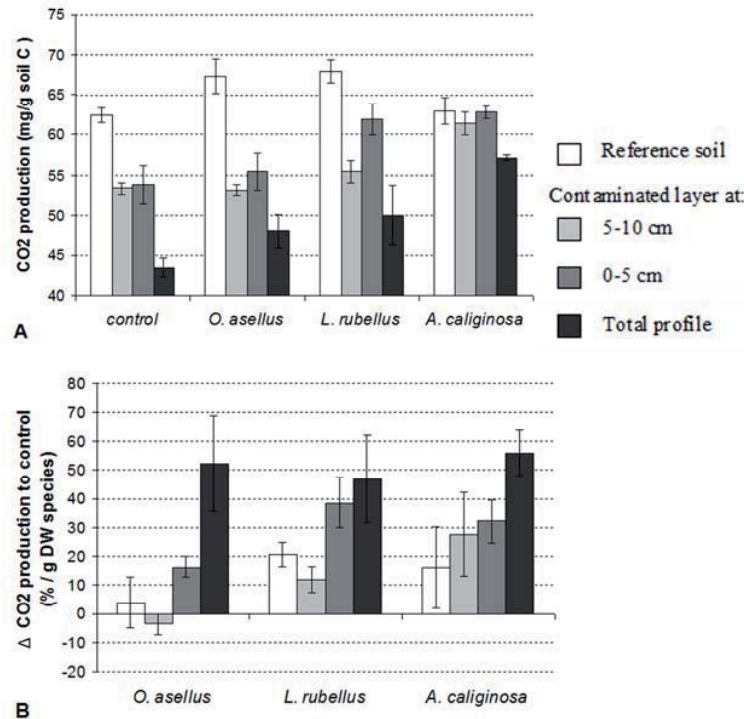 CO2 production (mg/g soil C)
75
70
65
60
55
50
45
40
control
O. asellus
L. rubellus
A. caliginosa
A
Reference soil
Contaminated layer at:
5-10 cm
0-5 cm
Total profile
Δ CO2 production to control
(% / g DW species)
80
70
60
50
40
30
20
10
0
-10
-20
O. asellus
L. rubellus
A. caliginosa
B